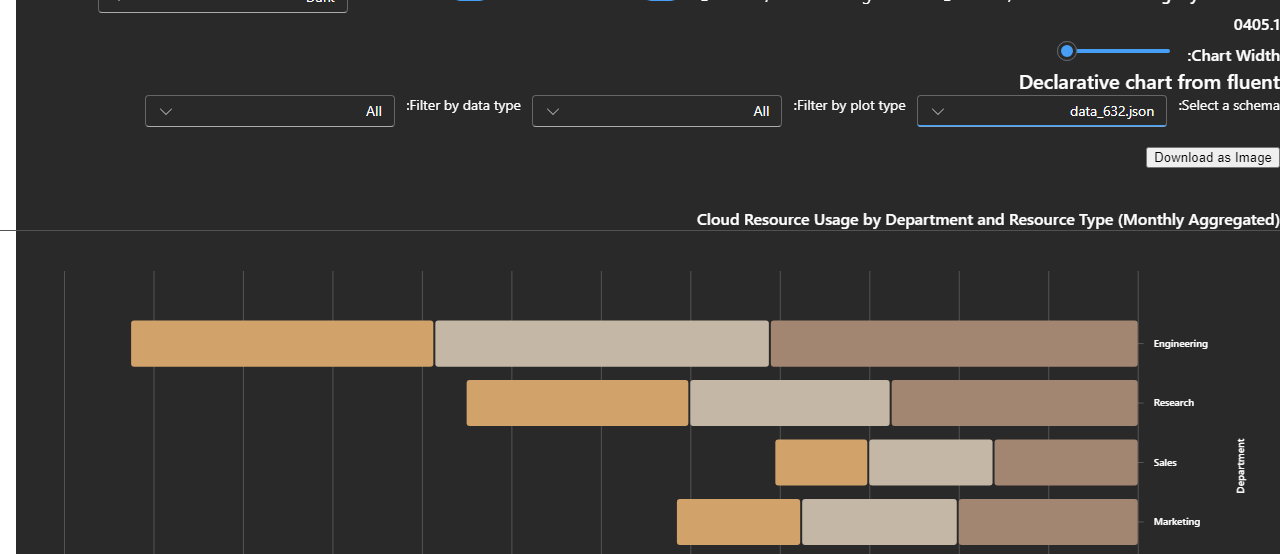 0405.1
:Chart Width
Declarative chart from fluent
:Select a schema
data_632.json
:Filter by plot type
All
:Filter by data type
All
Download as Image
Cloud Resource Usage by Department and Resource Type (Monthly Aggregated)
Engineering
Research
Sales
Marketing
Department